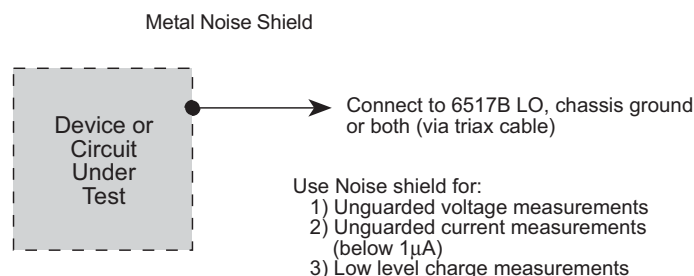 Metal Noise Shield
Device or
Circuit
Under
Test
Connect to 6517B LO, chassis ground
or both (via triax cable)
Use Noise shield for:
1) Unguarded voltage measurements
2) Unguarded current measurements
(below 1µA)
3) Low level charge measurements